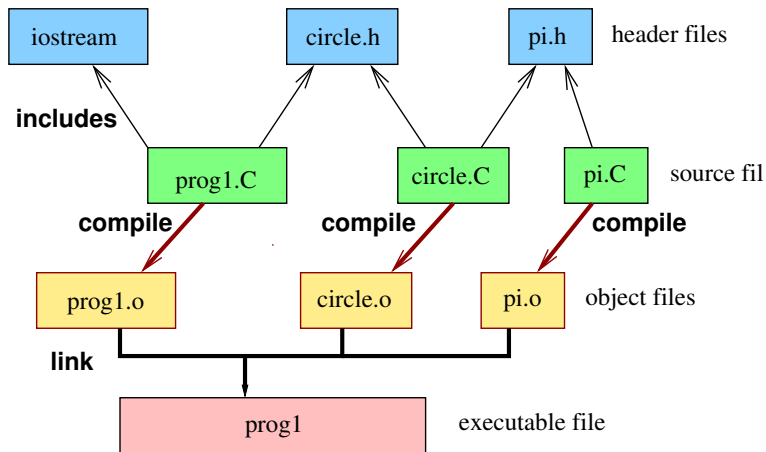 iostream
circle.h
pi.h
header files
includes
prog1.C
circle.C
pi.C
source fil
compile
compile
compile
prog1.o
circle.o
pi.o
object files
link
prog1
executable file